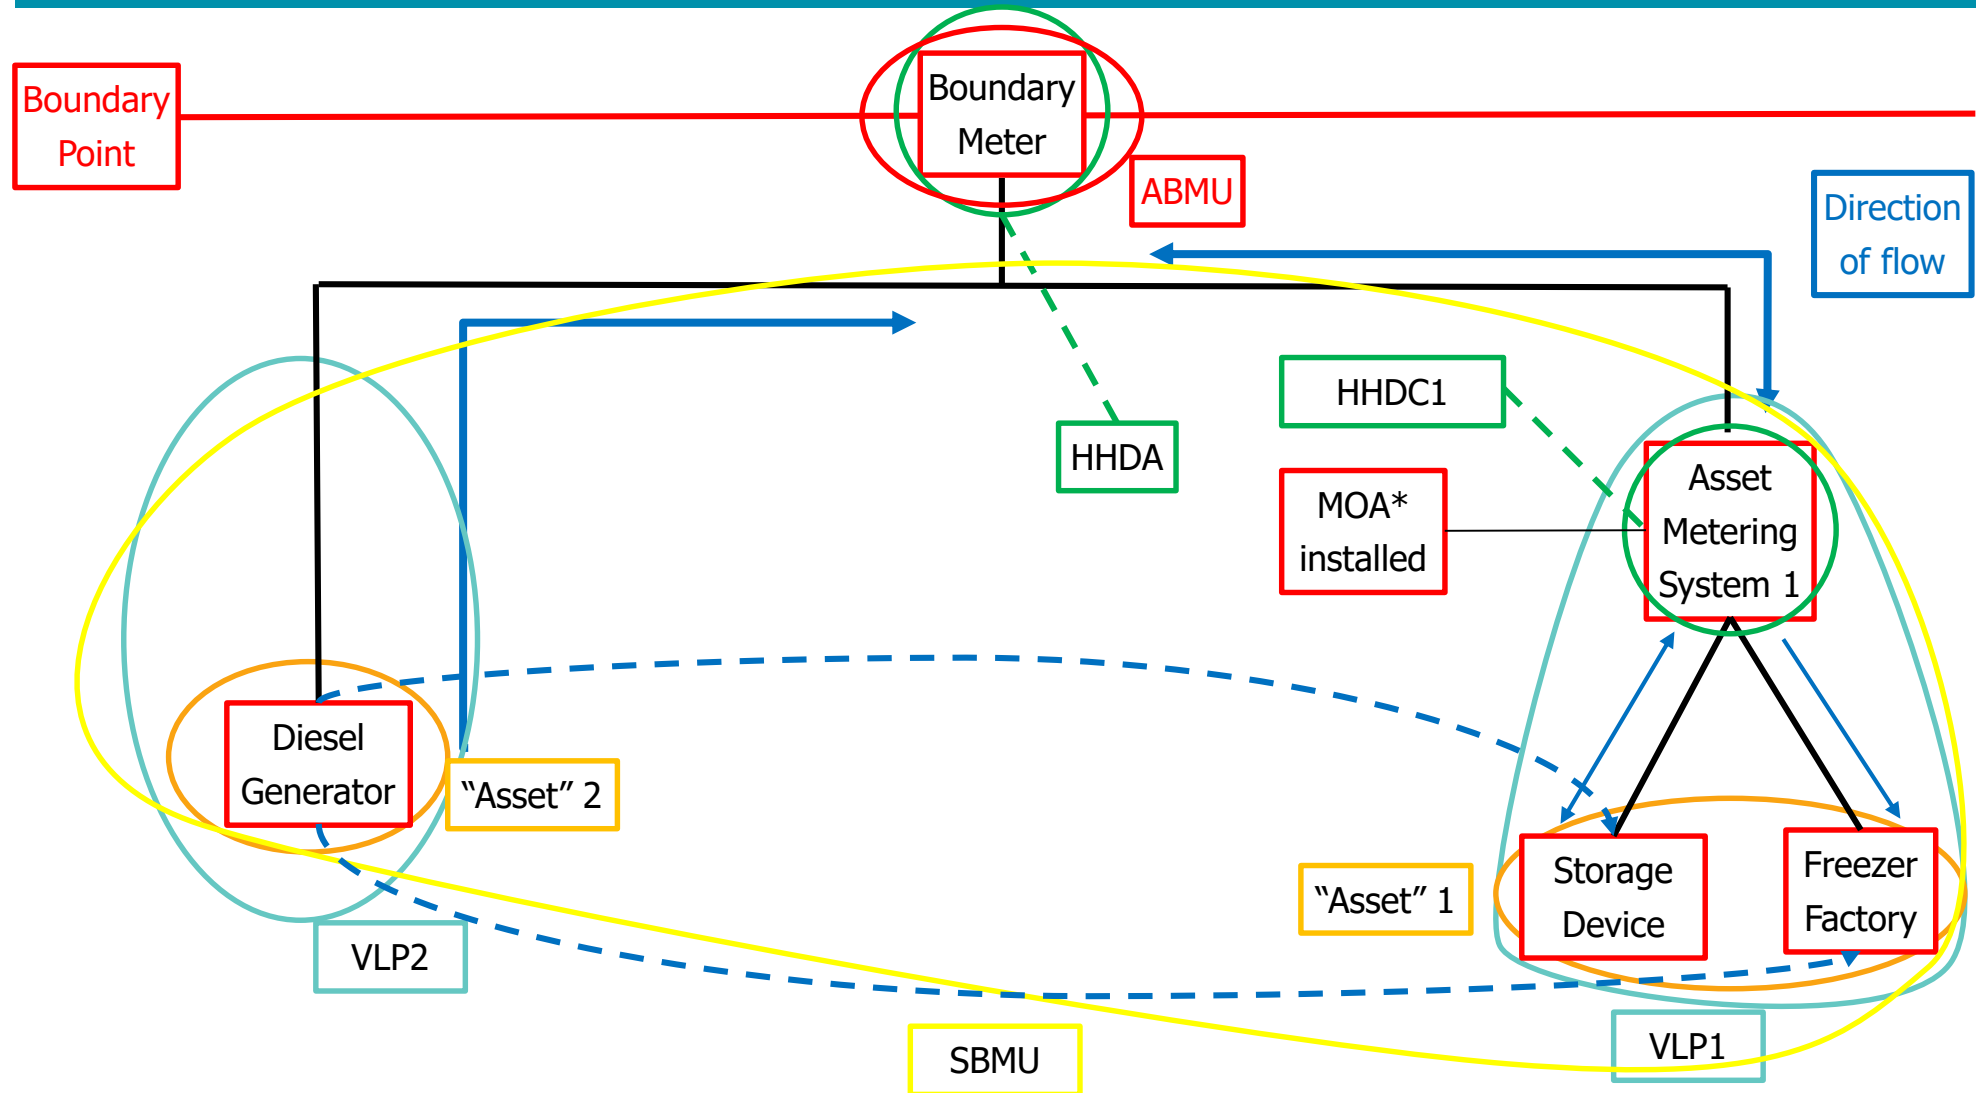 Boundary
Point
Boundary
Meter
ABMU
Direction
of flow
HHDC1
HHDA
MOA*
installed
Asset
Metering
System 1
Diesel
Generator
“Asset” 2
“Asset” 1
Storage
Device
Freezer
Factory
VLP2
SBMU
VLP1